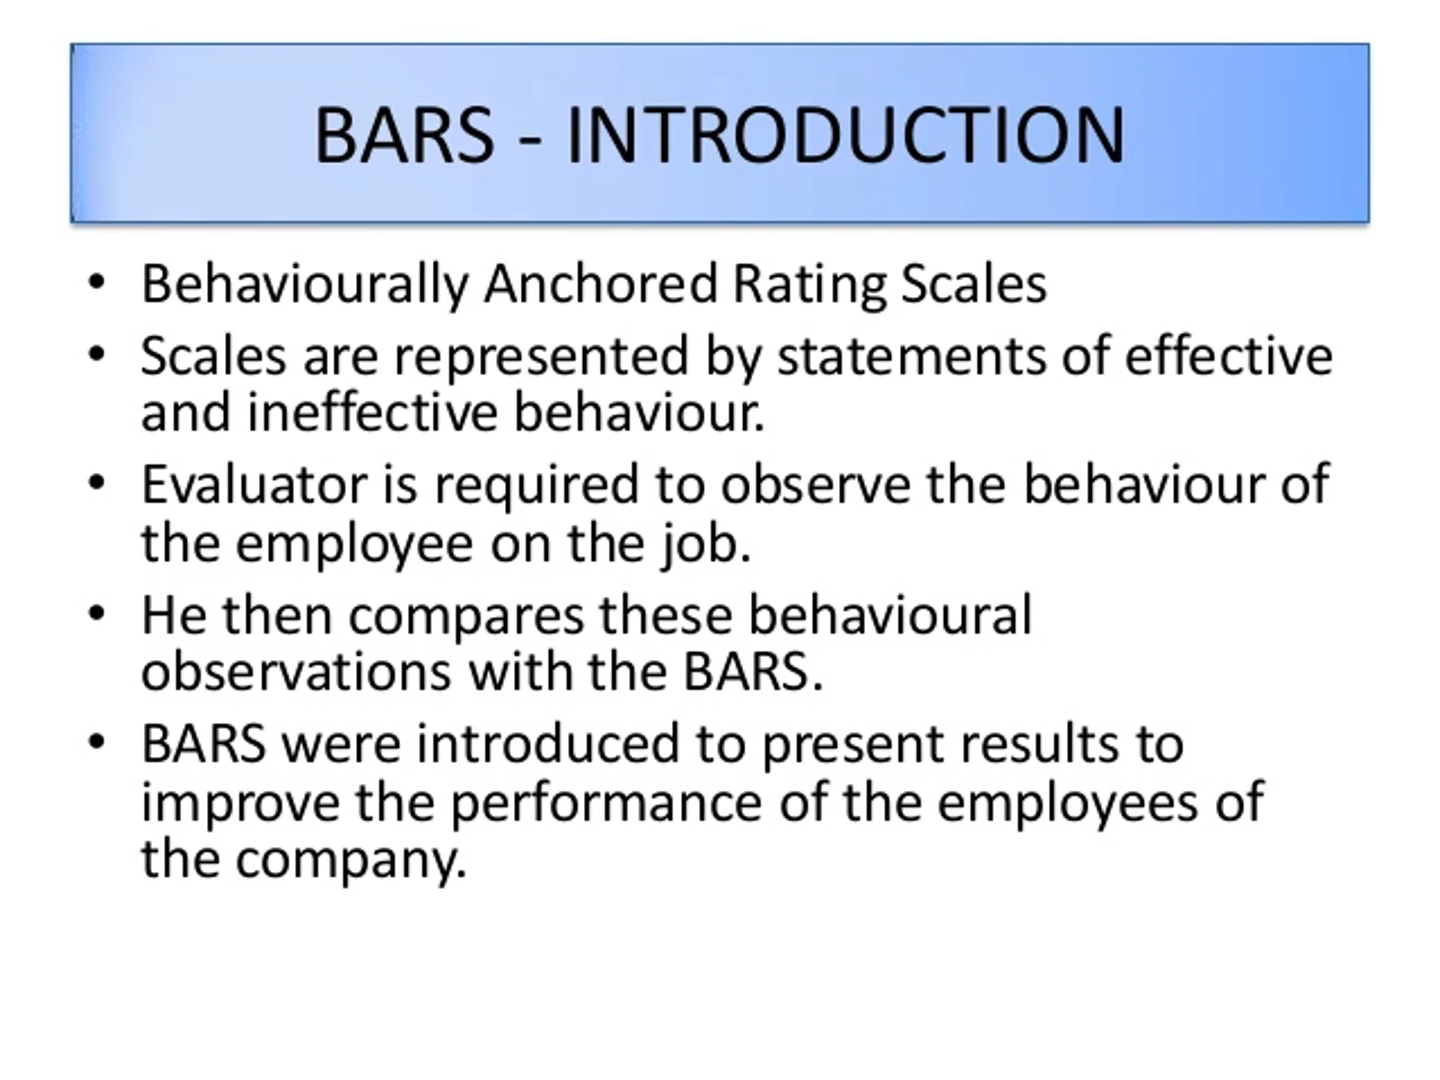 BARS - INTRODUCTION
• Behaviourally Anchored Rating Scales
• Scales are represented by statements of effective
and ineffective behaviour.
• Evaluator is required to observe the behaviour of
the employee on the job.
• He then compares these behavioural
observations with the BARS.
• BARS were introduced to present results to
improve the performance of the employees of
the company.